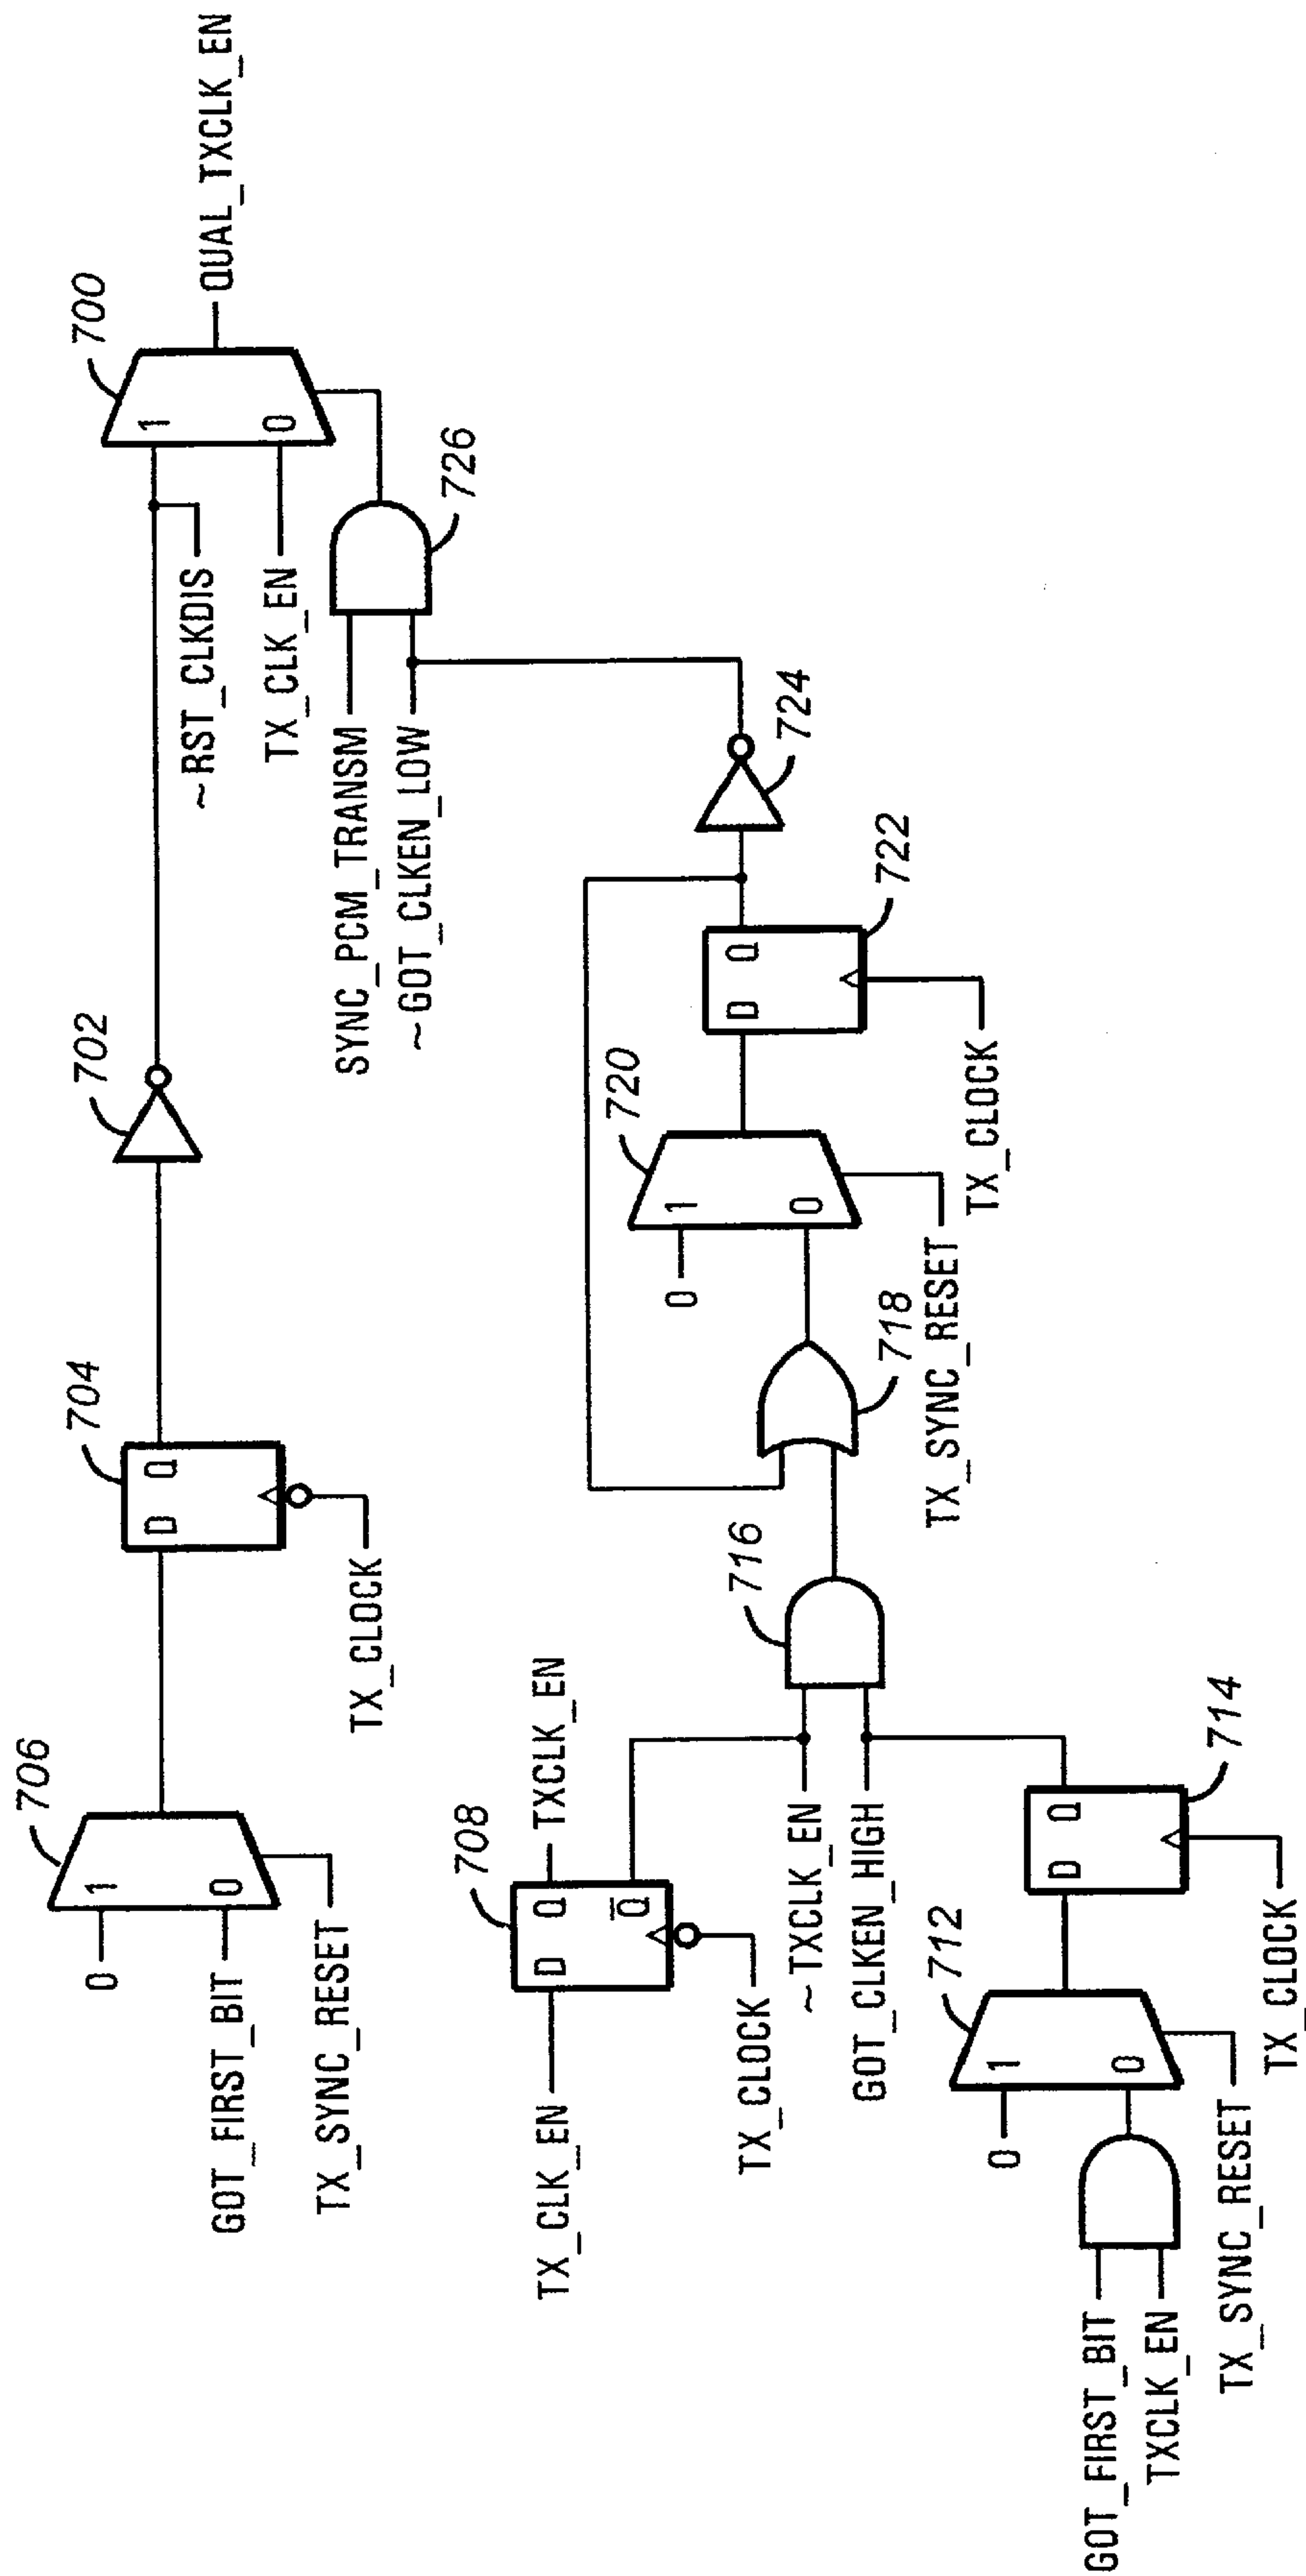 706
0
1
0
GOT_FIRST_BIT
TX_SYNC_RESET
704
D Q
TX_CLOCK
702
700
1
0
QUAL_TXCLK_EN
~RST_CLKDIS
TX_CLK_EN
726
SYNC_PCM_TRANSM
~GOT_CLKEN_LOW
708
TX_CLK_EN
D Q
Q
TXCLK_EN
TX_CLOCK
~TXCLK_EN
GOT_CLKEN_HIGH
716
718
720
0
1
0
TX_SYNC_RESET
722
D Q
TX_CLOCK
724
GOT_FIRST_BIT
TXCLK_EN
712
0
1
0
TX_SYNC_RESET
714
D Q
TX_CLOCK